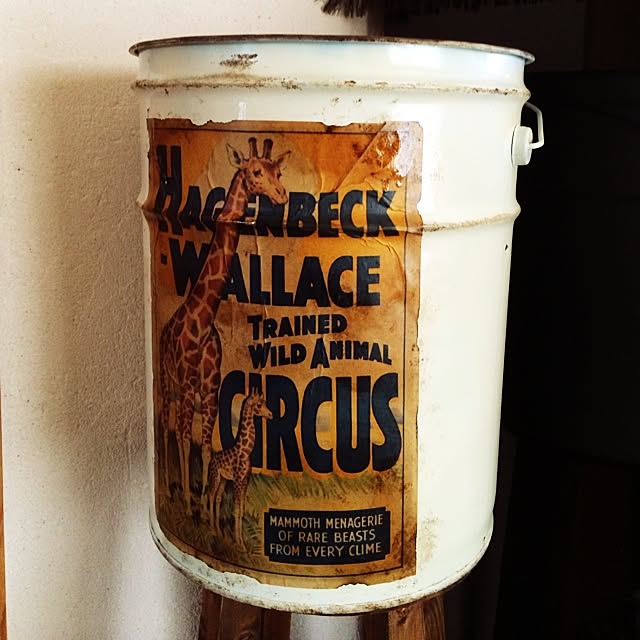 HAGENBECK
-WALLACE
TRAINED
WILD ANIMAL
CIRCUS
MAMMOTH MENAGERIE
OF RARE BEASTS
FROM EVERY CLIME